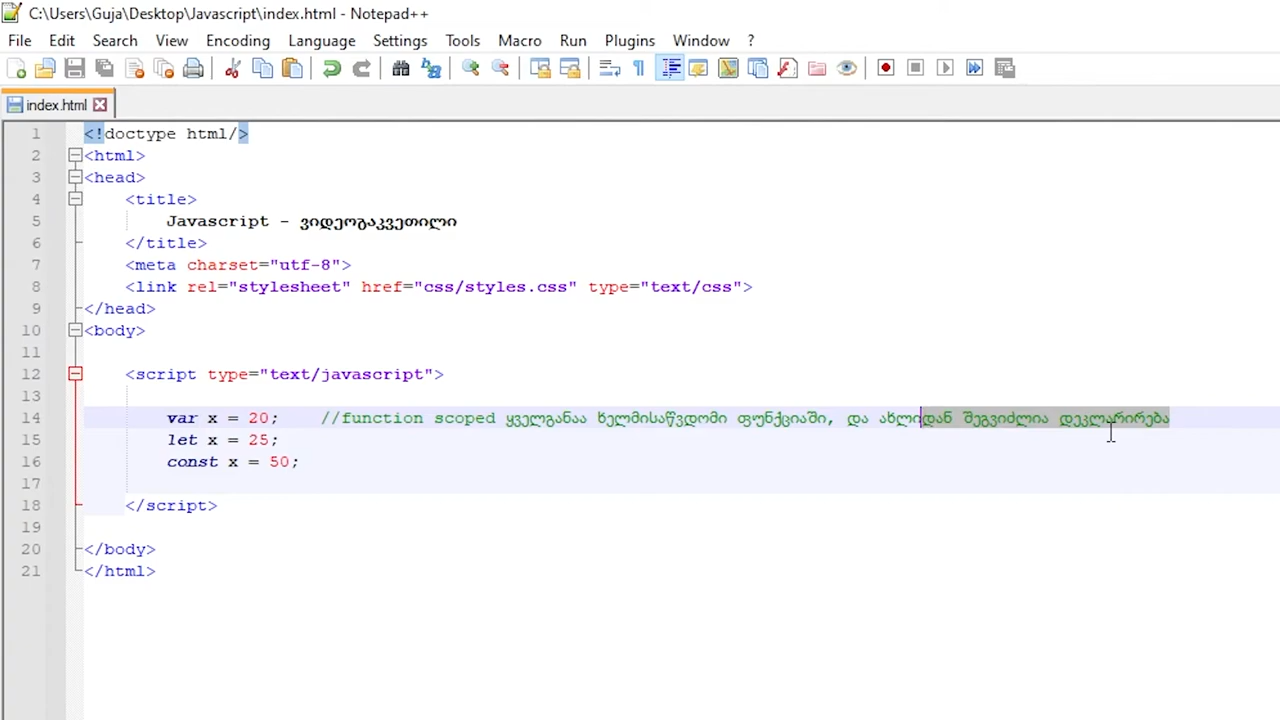 C:\Users\Guja\Desktop\Javascript\index.html - Notepad++
File Edit Search View Encoding Language Settings Tools Macro Run Plugins Window ?
index.html
1 <!doctype html/>
2 <html>
3 <head>
4 <title>
5 Javascript - ვიდეოგაკვეთილი
6 </title>
7 <meta charset="utf-8">
8 <link rel="stylesheet" href="css/styles.css" type="text/css">
9 </head>
10 <body>
11
12 <script type="text/javascript">
13
14 var x = 20; //function scoped ყველგანაა ხელმისაწვდომი ფუნქციაში, და ახლიდან შეგვიძლია დეკლარირება
15 let x = 25;
16 const x = 50;
17
18 </script>
19
20 </body>
21 </html>